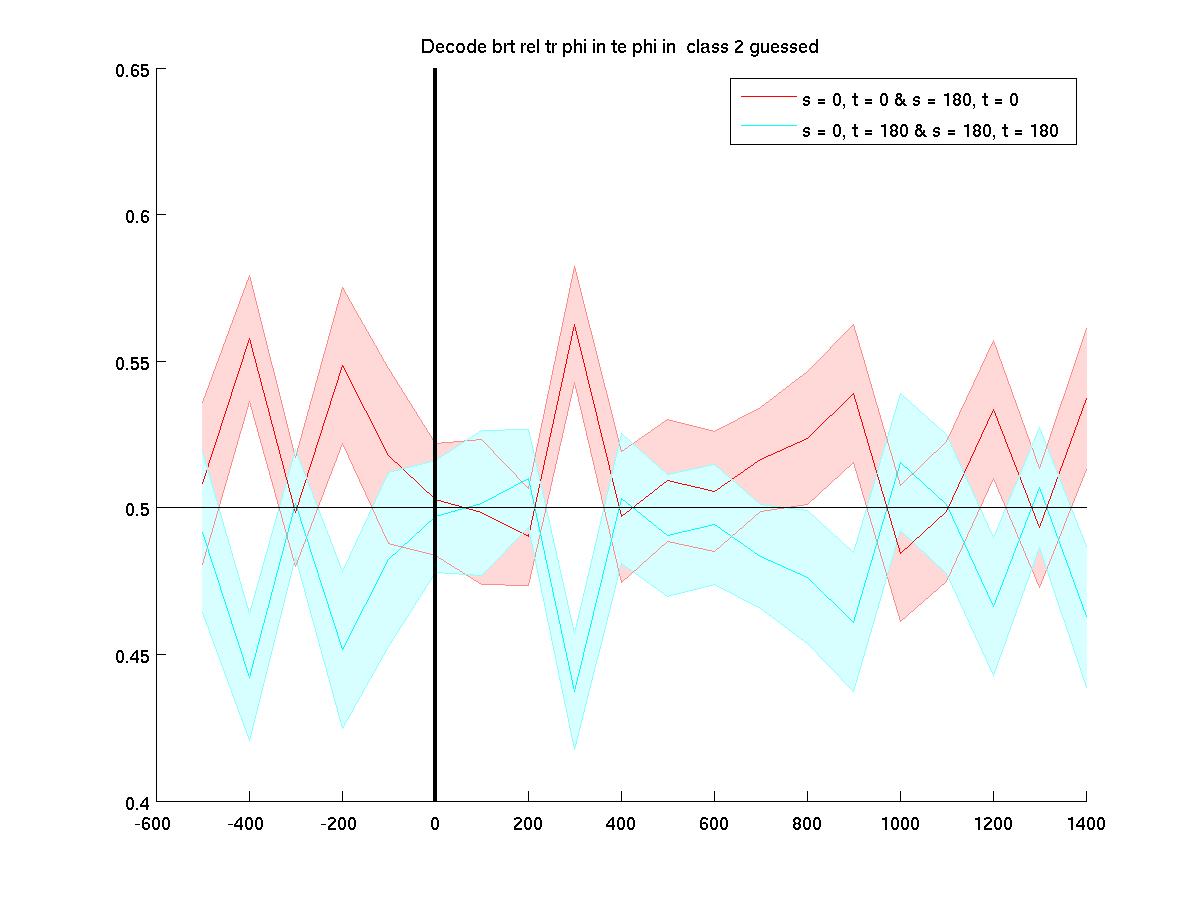 Decode brt rel tr phi in te phi in  class 2 guessed
s = 0, t = 0 & s = 180, t = 0
s = 0, t = 180 & s = 180, t = 180
0.65
0.6
0.55
0.5
0.45
0.4
-600 -400 -200 0 200 400 600 800 1000 1200 1400